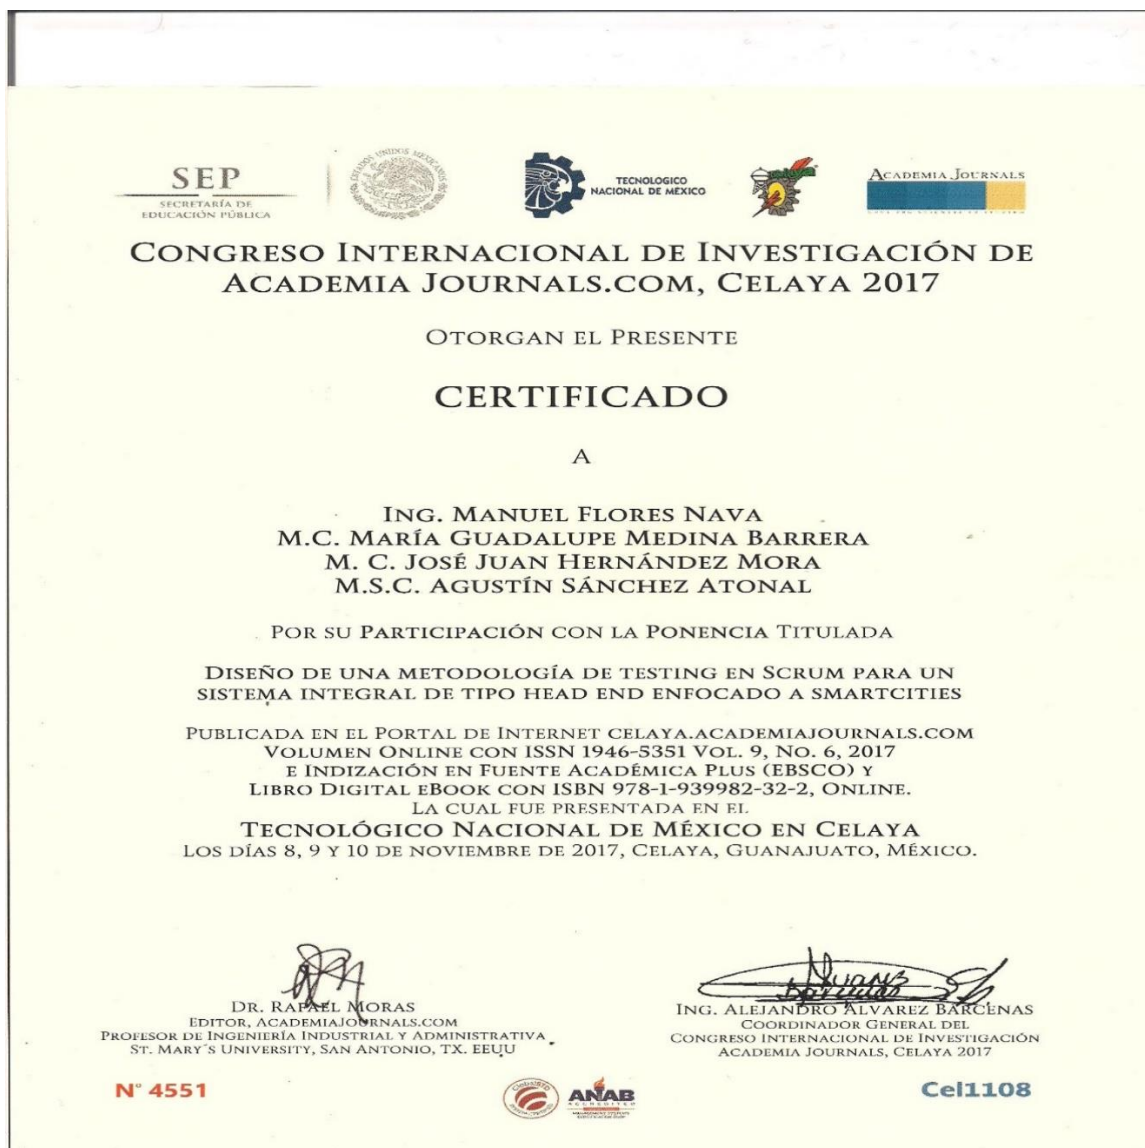 SEP
SECRETARÍA DE
EDUCACIÓN PÚBLICA
ESTADOS UNIDOS MEXICANOS
TECNOLOGICO
NACIONAL DE MÉXICO
ACADEMIA JOURNALS
CONGRESO INTERNACIONAL DE INVESTIGACIÓN DE
ACADEMIA JOURNALS.COM, CELAYA 2017
OTORGAN EL PRESENTE
CERTIFICADO
A
ING. MANUEL FLORES NAVA
M.C. MARÍA GUADALUPE MEDINA BARRERA
M. C. JOSÉ JUAN HERNÁNDEZ MORA
M.S.C. AGUSTÍN SÁNCHEZ ATONAL
POR SU PARTICIPACIÓN CON LA PONENCIA TITULADA
DISEÑO DE UNA METODOLOGÍA DE TESTING EN SCRUM PARA UN
SISTEMA INTEGRAL DE TIPO HEAD END ENFOCADO A SMARTCITIES
PUBLICADA EN EL PORTAL DE INTERNET CELAYA.ACADEMIAJOURNALS.COM
VOLUMEN ONLINE CON ISSN 1946-5351 VOL. 9, NO. 6, 2017
E INDIZACIÓN EN FUENTE ACADÉMICA PLUS (EBSCO) Y
LIBRO DIGITAL EBOOK CON ISBN 978-1-939982-32-2, ONLINE.
LA CUAL FUE PRESENTADA EN EL
TECNOLÓGICO NACIONAL DE MÉXICO EN CELAYA
LOS DÍAS 8, 9 Y 10 DE NOVIEMBRE DE 2017, CELAYA, GUANAJUATO, MÉXICO.
DR. RAFAEL MORAS
EDITOR, ACADEMIAJOURNALS.COM
PROFESOR DE INGENIERÍA INDUSTRIAL Y ADMINISTRATIVA
ST. MARY´S UNIVERSITY, SAN ANTONIO, TX. EEUU
ING. ALEJANDRO ÁLVAREZ BÁRCENAS
COORDINADOR GENERAL DEL
CONGRESO INTERNACIONAL DE INVESTIGACIÓN
ACADEMIA JOURNALS, CELAYA 2017
N° 4551
ANAB
ACCREDITED
Cel1108